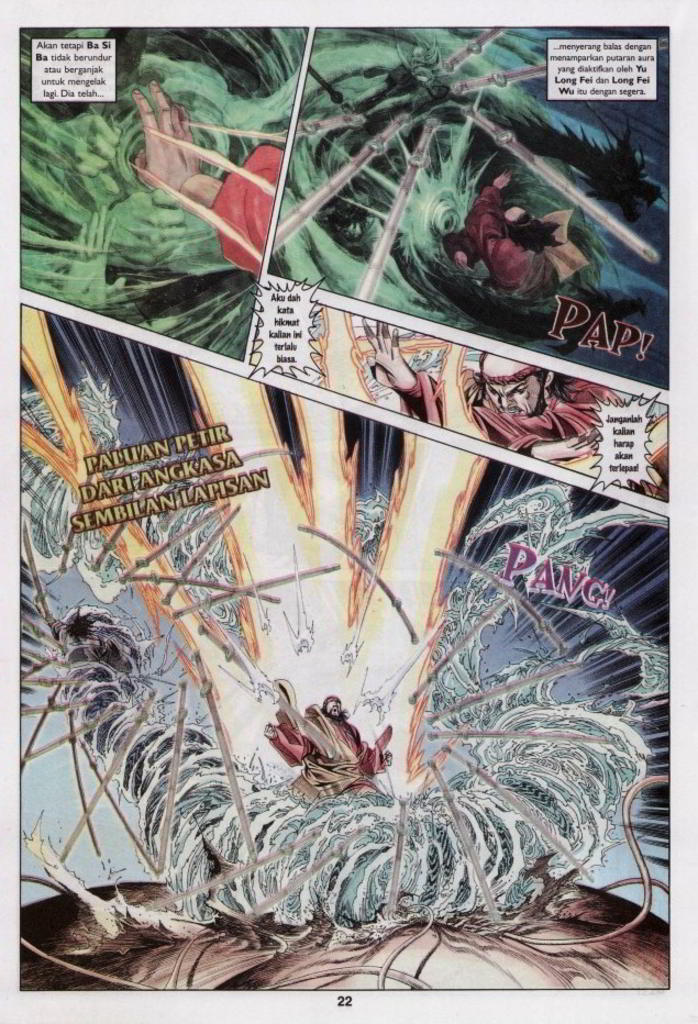 Akan tetapi Ba Si
Ba tidak berundur
atau berganjak
untuk mengelak
lagi. Dia telah...
...menyerang balas dengan
menamparkan putaran aura
yang diaktifkan oleh Yu
Long Fei dan Long Fei
Wu itu dengan segera.
PAP!
Aku dah
kata
hikmat
kalian ini
terlalu
biasa.
Janganlah
kalian
harap
akan
terlepas!
PALUAN PETIR
DARI ANGKASA
SEMBILAN LAPISAN
PANG!
22